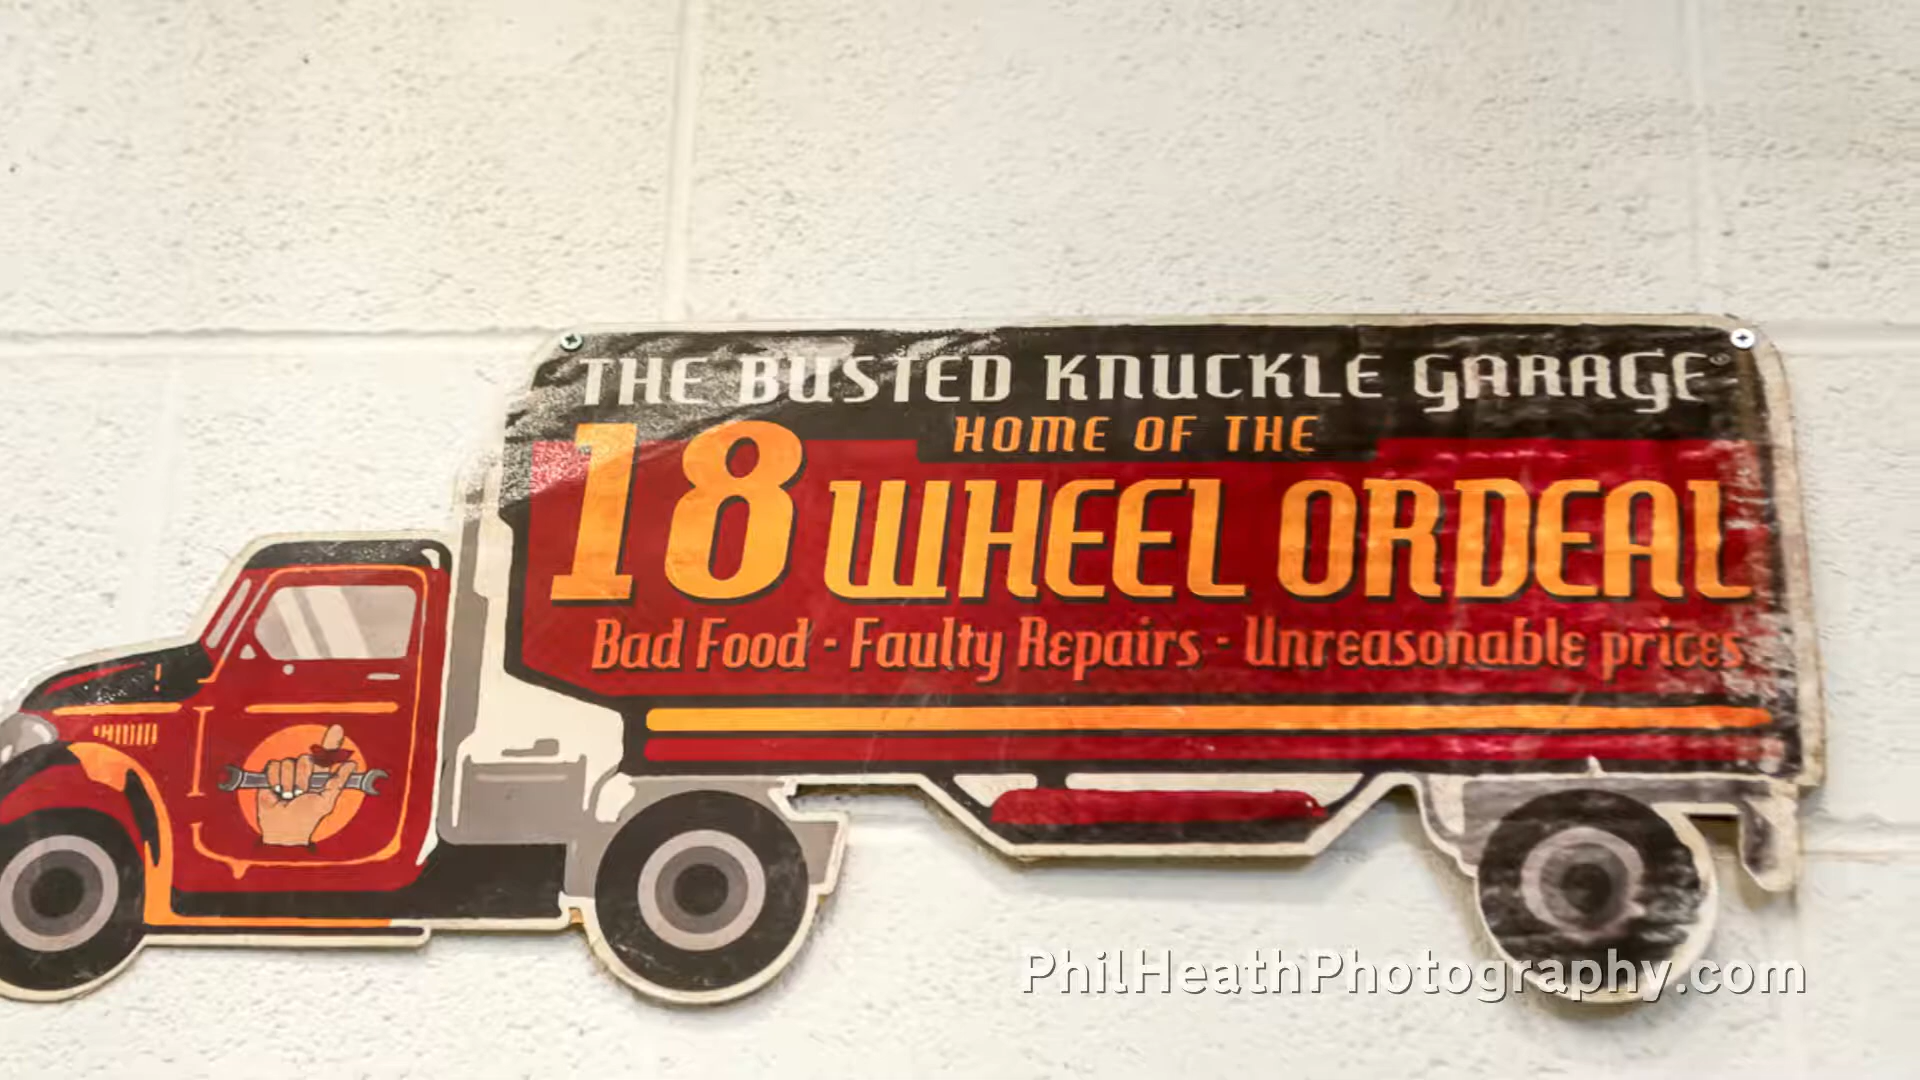 THE BUSTED KNUCKLE GARAGE
HOME OF THE
18 WHEEL ORDEAL
Bad Food - Faulty Repairs - Unreasonable prices
PhilHeathPhotography.com